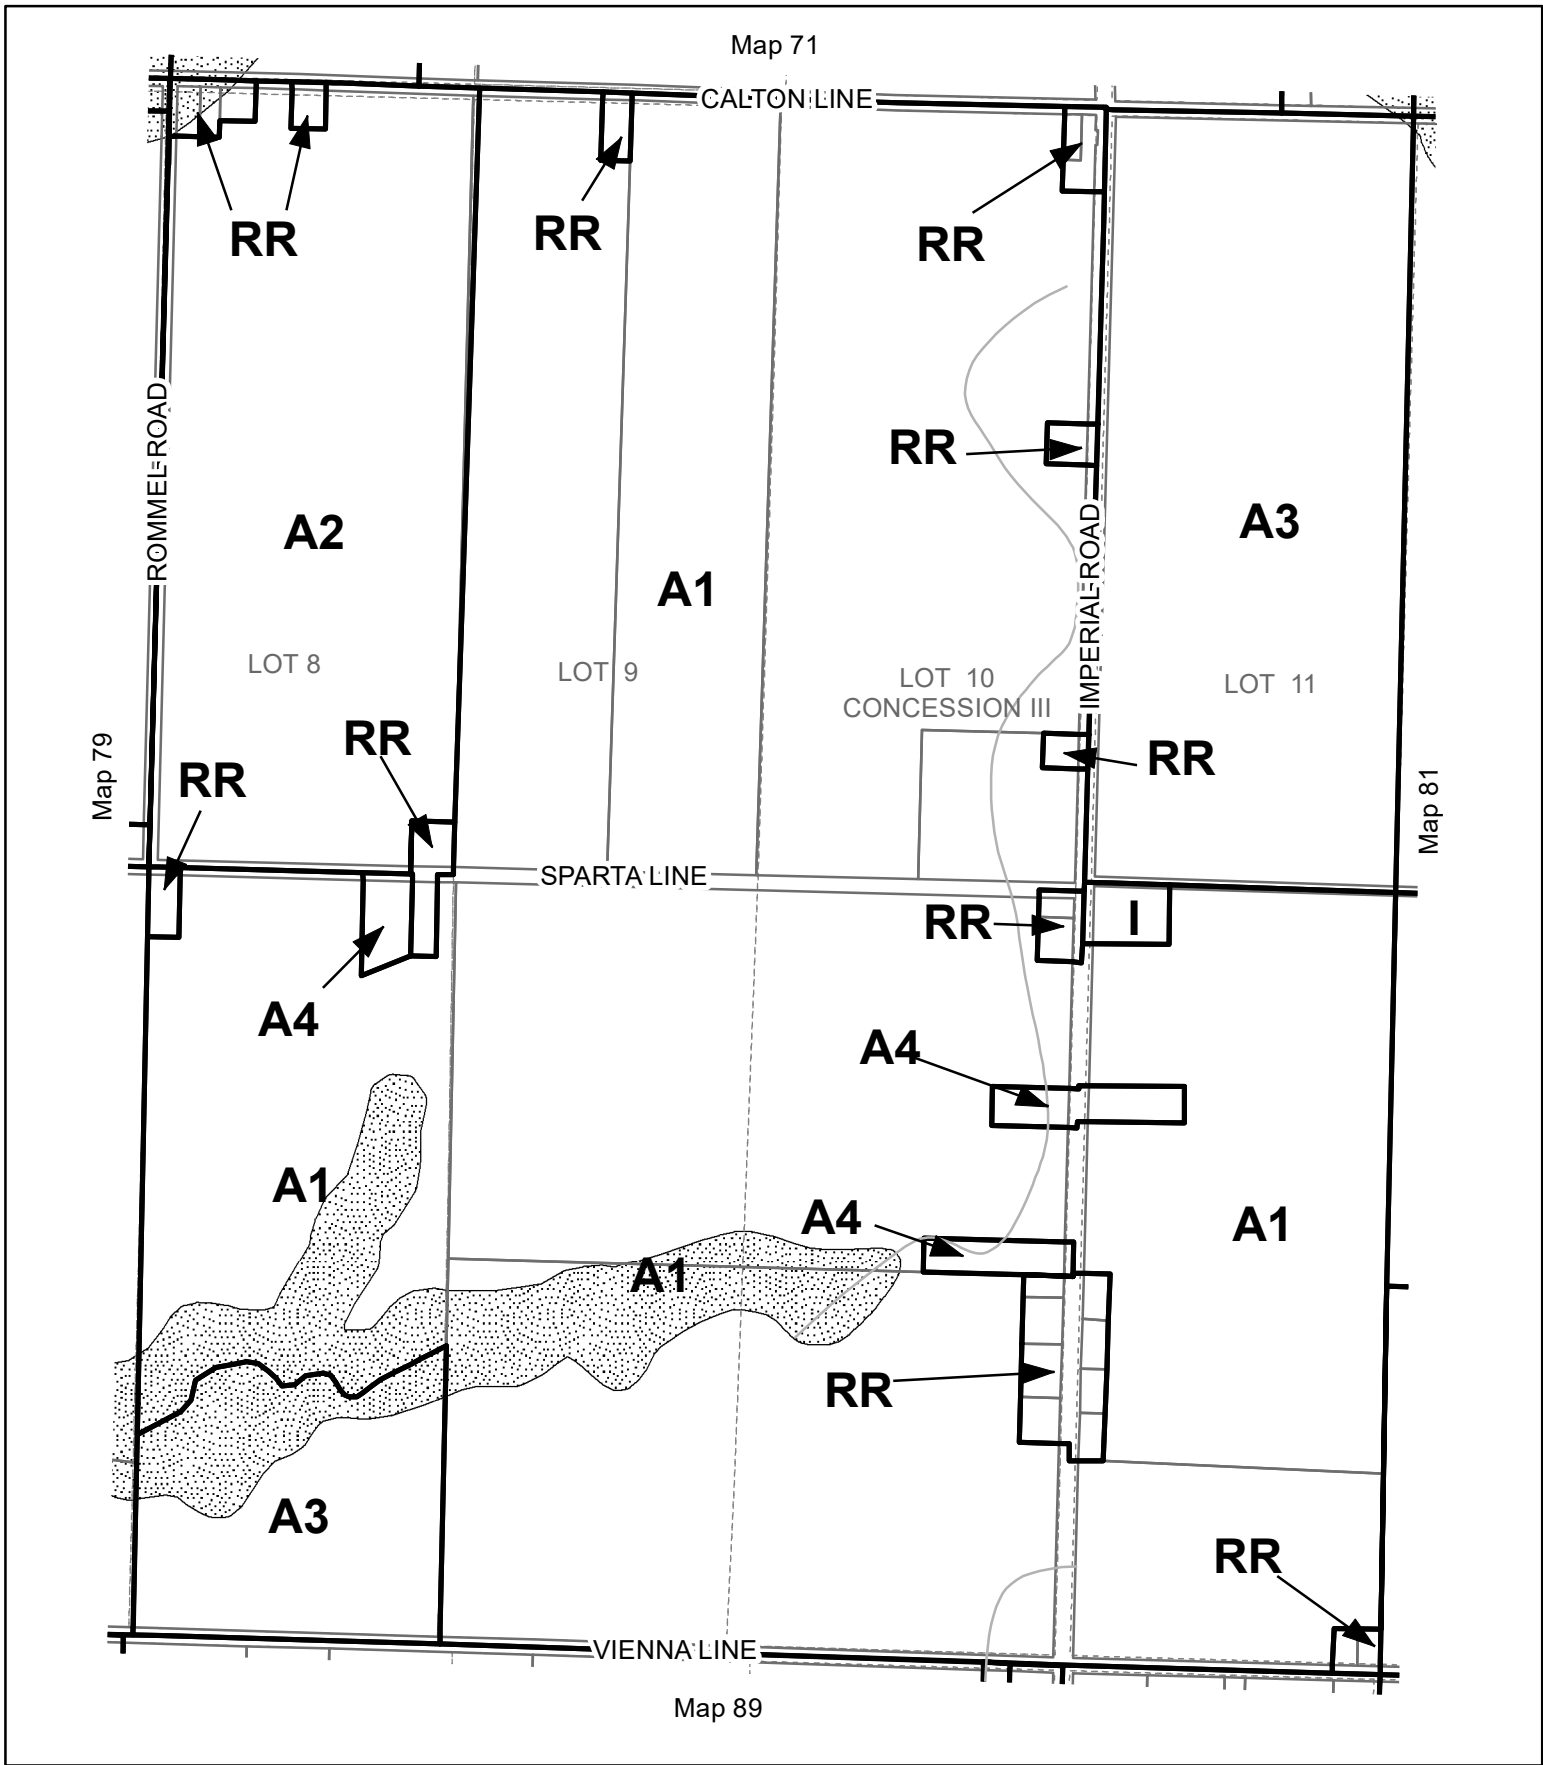 Map 71
CALTON LINE
RR
RR
RR
ROMMEL ROAD
RR
A2
A3
IMPERIAL ROAD
A1
LOT 8
LOT 9
LOT 10
CONCESSION III
LOT 11
RR
RR
RR
Map 79
Map 81
SPARTA LINE
RR
I
A4
A4
A1
A4
A1
A1
RR
A3
RR
VIENNA LINE
Map 89